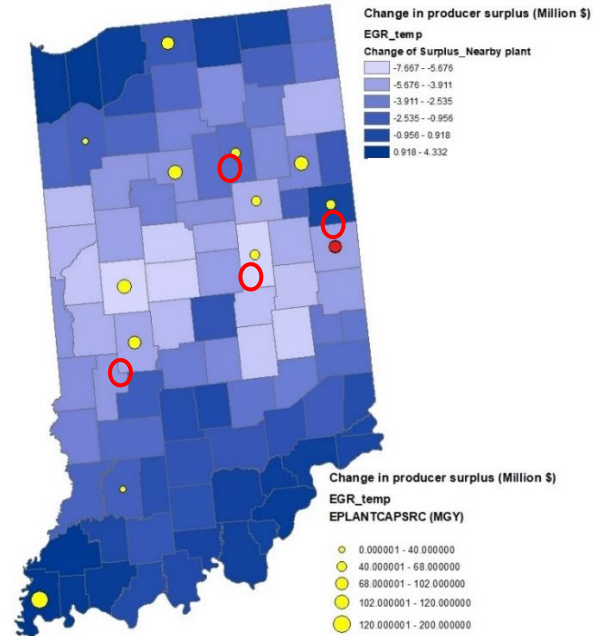 Change in producer surplus (Million $)
EGR_temp
Change of Surplus_Nearby plant
-7.667 - -5.676
-5.676 - -3.911
-3.911 - -2.535
-2.535 - -0.956
-0.956 - 0.918
0.918 - 4.332
Change in producer surplus (Million $)
EGR_temp
EPLANTCAPSRC (MGY)
0.000001 - 40.000000
40.000001 - 68.000000
68.000001 - 102.000000
102.000001 - 120.000000
120.000001 - 200.000000